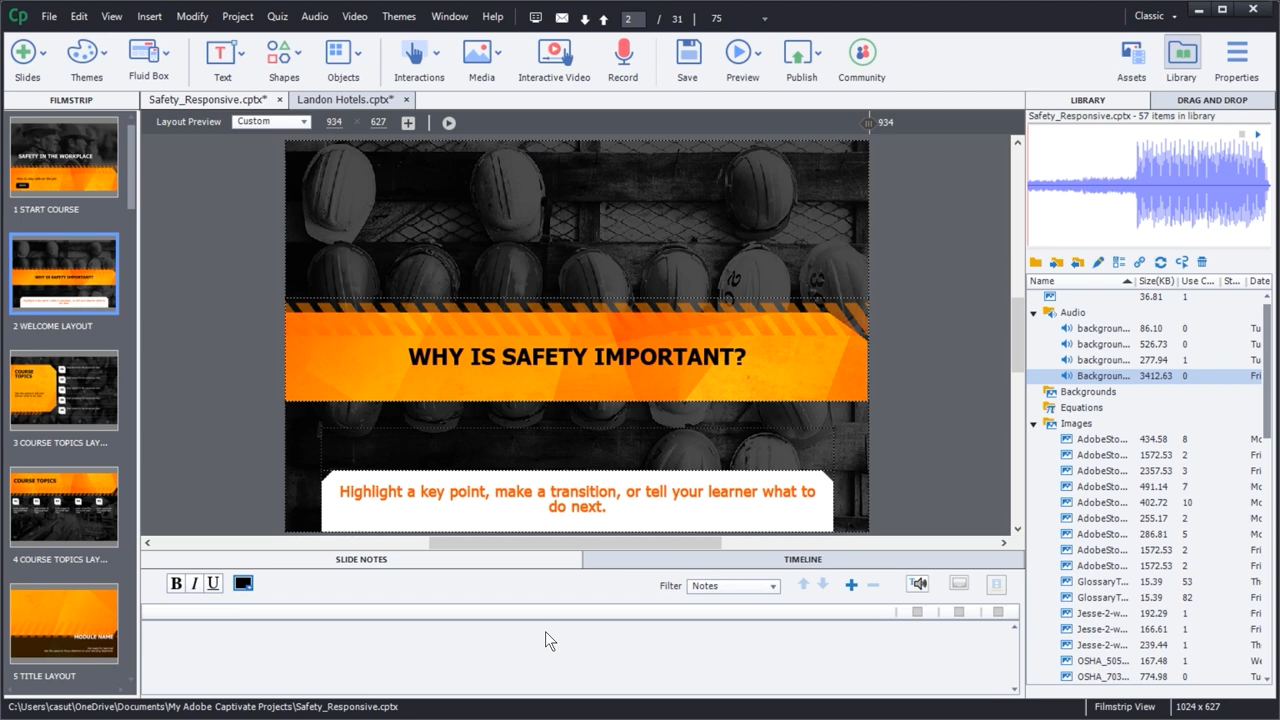 Cp File Edit View Insert Modify Project Quiz Audio Video Themes Window Help 2 / 31 75 Classic
Slides Themes Fluid Box Text Shapes Objects Interactions Media Interactive Video Record Save Preview Publish Community Assets Library Properties
FILMSTRIP Safety_Responsive.cptx* × Landon Hotels.cptx* × LIBRARY DRAG AND DROP
Layout Preview Custom 934 × 627 934
Safety_Responsive.cptx - 57 items in library
SAFETY IN THE WORKPLACE
1 START COURSE
WHY IS SAFETY IMPORTANT?
2 WELCOME LAYOUT
COURSE
TOPICS
3 COURSE TOPICS LAY...
COURSE TOPICS
4 COURSE TOPICS LAY...
MODULE NAME
5 TITLE LAYOUT
WHY IS SAFETY IMPORTANT?
Highlight a key point, make a transition, or tell your learner what to
do next.
SLIDE NOTES TIMELINE
B I U Filter Notes
Name Size(KB) Use C... St... Date
36.81 1
Audio
backgroun... 86.10 0 Tu
backgroun... 526.73 0 Tu
backgroun... 277.94 1 Tu
Backgroun... 3412.63 0 Fri
Backgrounds
Equations
Images
AdobeSto... 434.58 8 Mc
AdobeSto... 1572.53 2 Fri
AdobeSto... 2357.53 3 Fri
AdobeSto... 491.14 7 Mc
AdobeSto... 402.72 10 Mc
AdobeSto... 255.17 2 Mc
AdobeSto... 286.81 5 Mc
AdobeSto... 1572.53 2 Fri
AdobeSto... 1572.53 2 Fri
GlossaryT... 15.39 53 Th
GlossaryT... 15.39 82 Fri
Jesse-2-w... 192.29 1 Fri
Jesse-2-w... 166.61 1 Fri
Jesse-2-w... 239.44 1 Th
OSHA_505... 167.48 1 We
OSHA_703... 774.98 0 Tu
C:\Users\casut\OneDrive\Documents\My Adobe Captivate Projects\Safety_Responsive.cptx Filmstrip View 1024 x 627